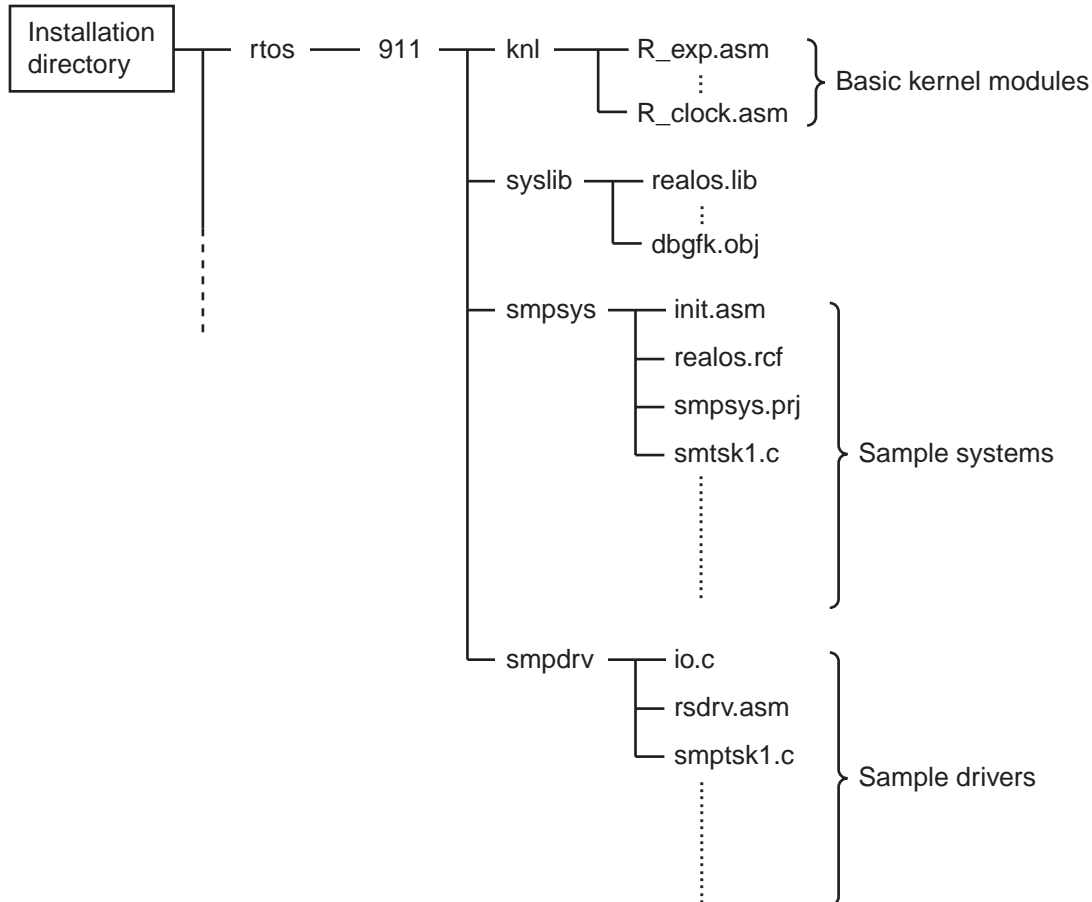 Installation
directory
rtos
911
knl
R_exp.asm
R_clock.asm
Basic kernel modules
syslib
realos.lib
dbgfk.obj
smpsys
init.asm
realos.rcf
smpsys.prj
smtsk1.c
Sample systems
smpdrv
io.c
rsdrv.asm
smptsk1.c
Sample drivers